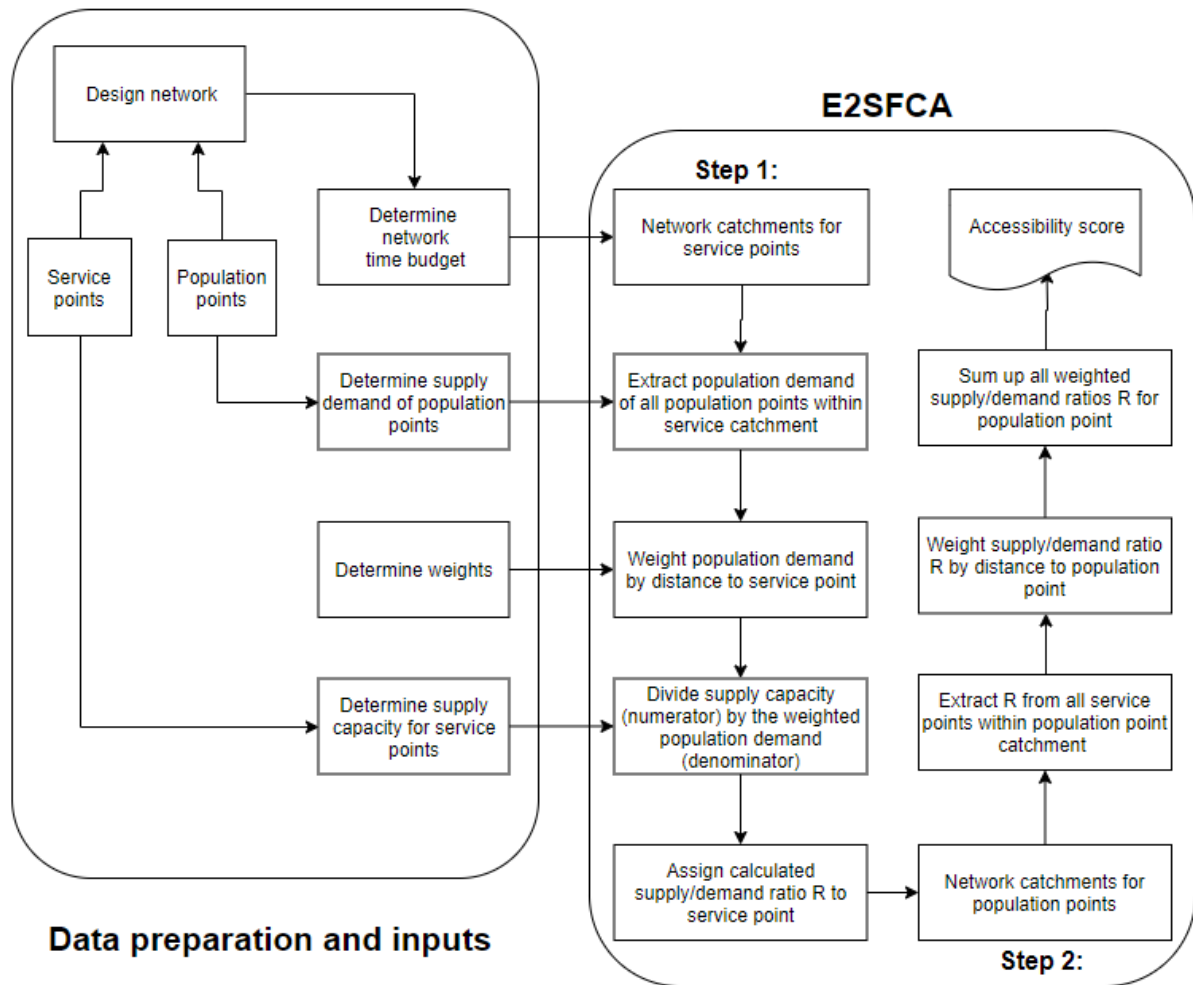 Design network
Service
points
Population
points
Determine
network
time budget
Determine supply
demand of population
points
Determine weights
Determine supply
capacity for service
points
Data preparation and inputs
E2SFCA
Step 1:
Network catchments for
service points
Extract population demand
of all population points within
service catchment
Weight population demand
by distance to service point
Divide supply capacity
(numerator) by the weighted
population demand
(denominator)
Assign calculated
supply/demand ratio R to
service point
Accessibility score
Sum up all weighted
supply/demand ratios R for
population point
Weight supply/demand ratio
R by distance to population
point
Extract R from all service
points within population point
catchment
Network catchments for
population points
Step 2: